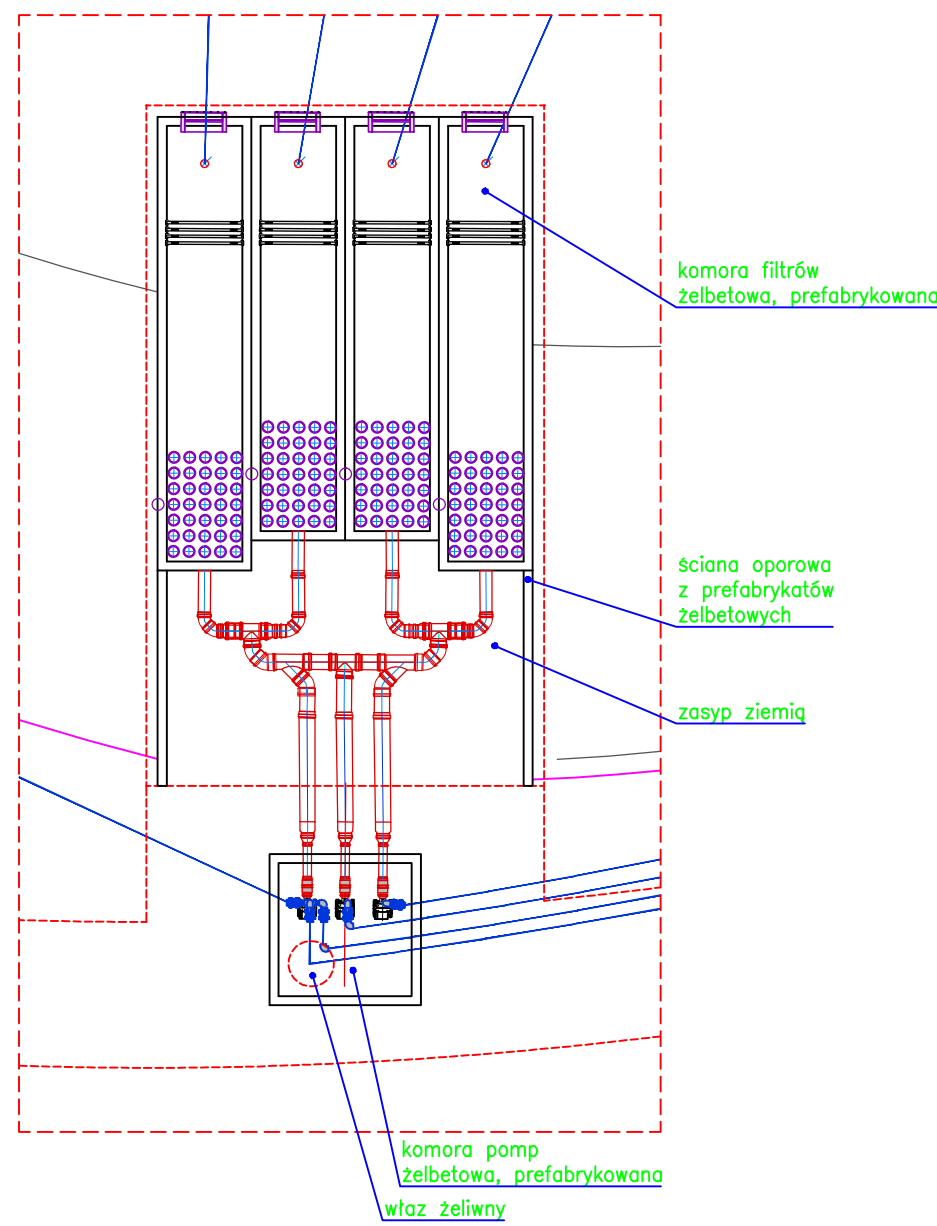 komora filtrów
żelbetowa, prefabrykowana
ściana oporowa
z prefabrykatów
żelbetowych
zasyp ziemią
komora pomp
żelbetowa, prefabrykowana
właz żeliwny